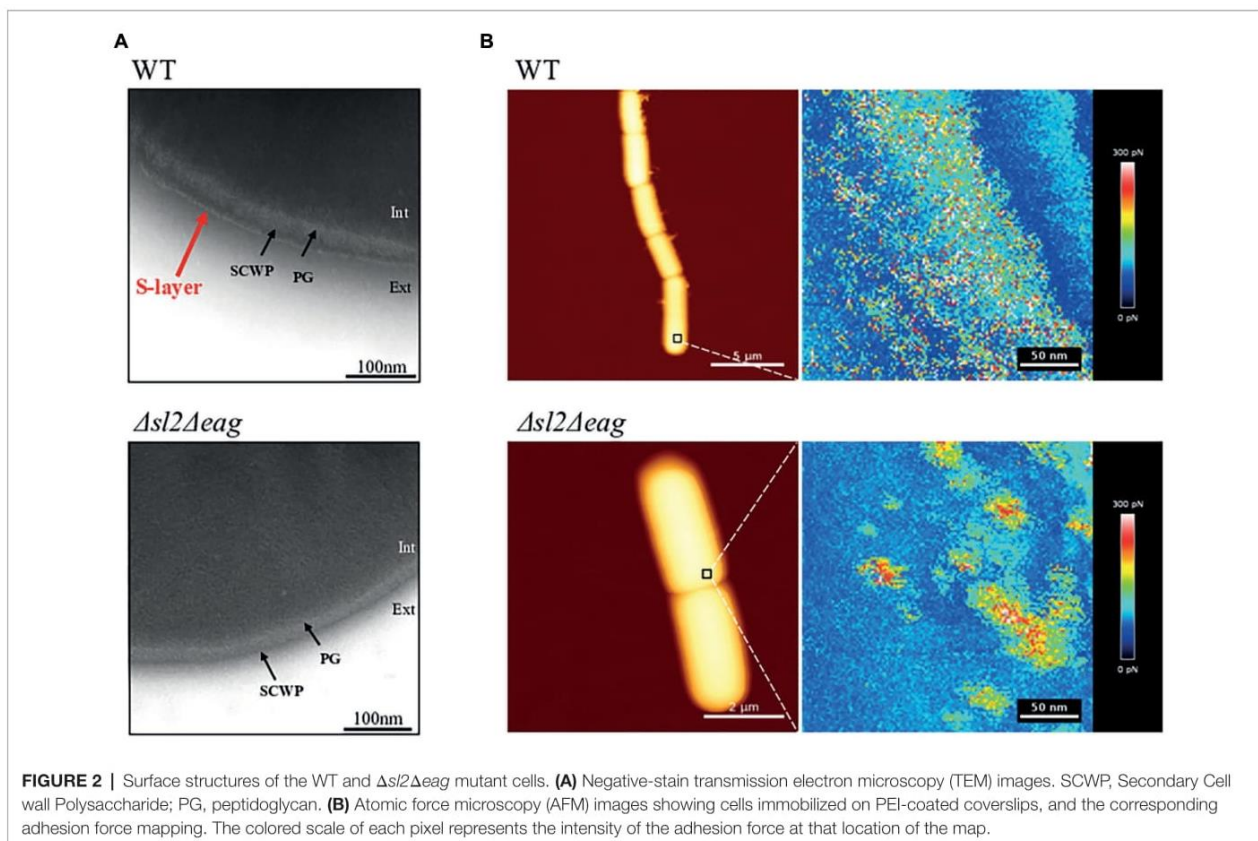 A
WT
Int
SCWP
PG
S-layer
Ext
100nm
Δsl2Δeag
Int
Ext
PG
SCWP
100nm
B
WT
5 μm
300 pN
0 pN
50 nm
Δsl2Δeag
2 μm
300 pN
0 pN
50 nm
FIGURE 2 | Surface structures of the WT and Δsl2Δeag mutant cells. (A) Negative-stain transmission electron microscopy (TEM) images. SCWP, Secondary Cell
wall Polysaccharide; PG, peptidoglycan. (B) Atomic force microscopy (AFM) images showing cells immobilized on PEI-coated coverslips, and the corresponding
adhesion force mapping. The colored scale of each pixel represents the intensity of the adhesion force at that location of the map.